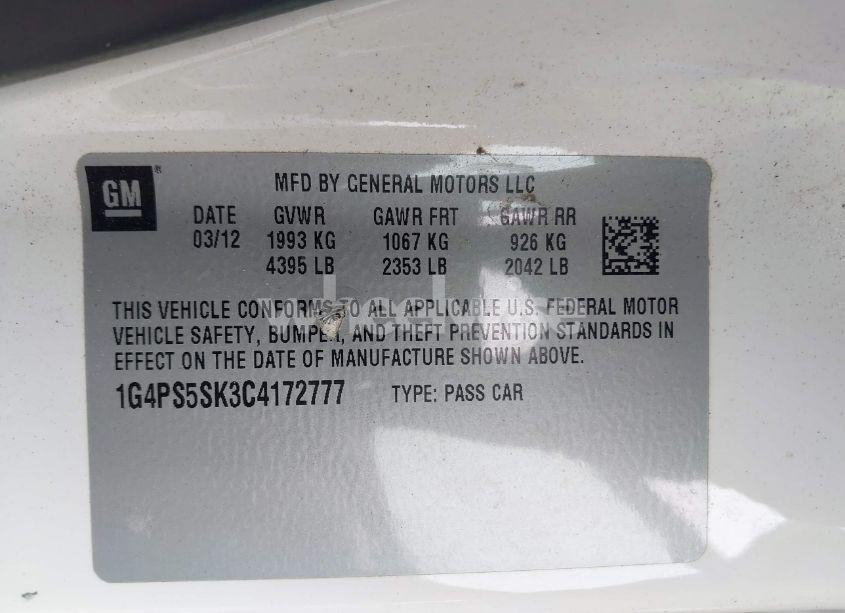 GM
MFD BY GENERAL MOTORS LLC
DATE GVWR GAWR FRT GAWR RR
03/12 1993 KG 1067 KG 926 KG
4395 LB 2353 LB 2042 LB
THIS VEHICLE CONFORMS TO ALL APPLICABLE U.S. FEDERAL MOTOR
VEHICLE SAFETY, BUMPER, AND THEFT PREVENTION STANDARDS IN
EFFECT ON THE DATE OF MANUFACTURE SHOWN ABOVE.
1G4PS5SK3C4172777 TYPE: PASS CAR